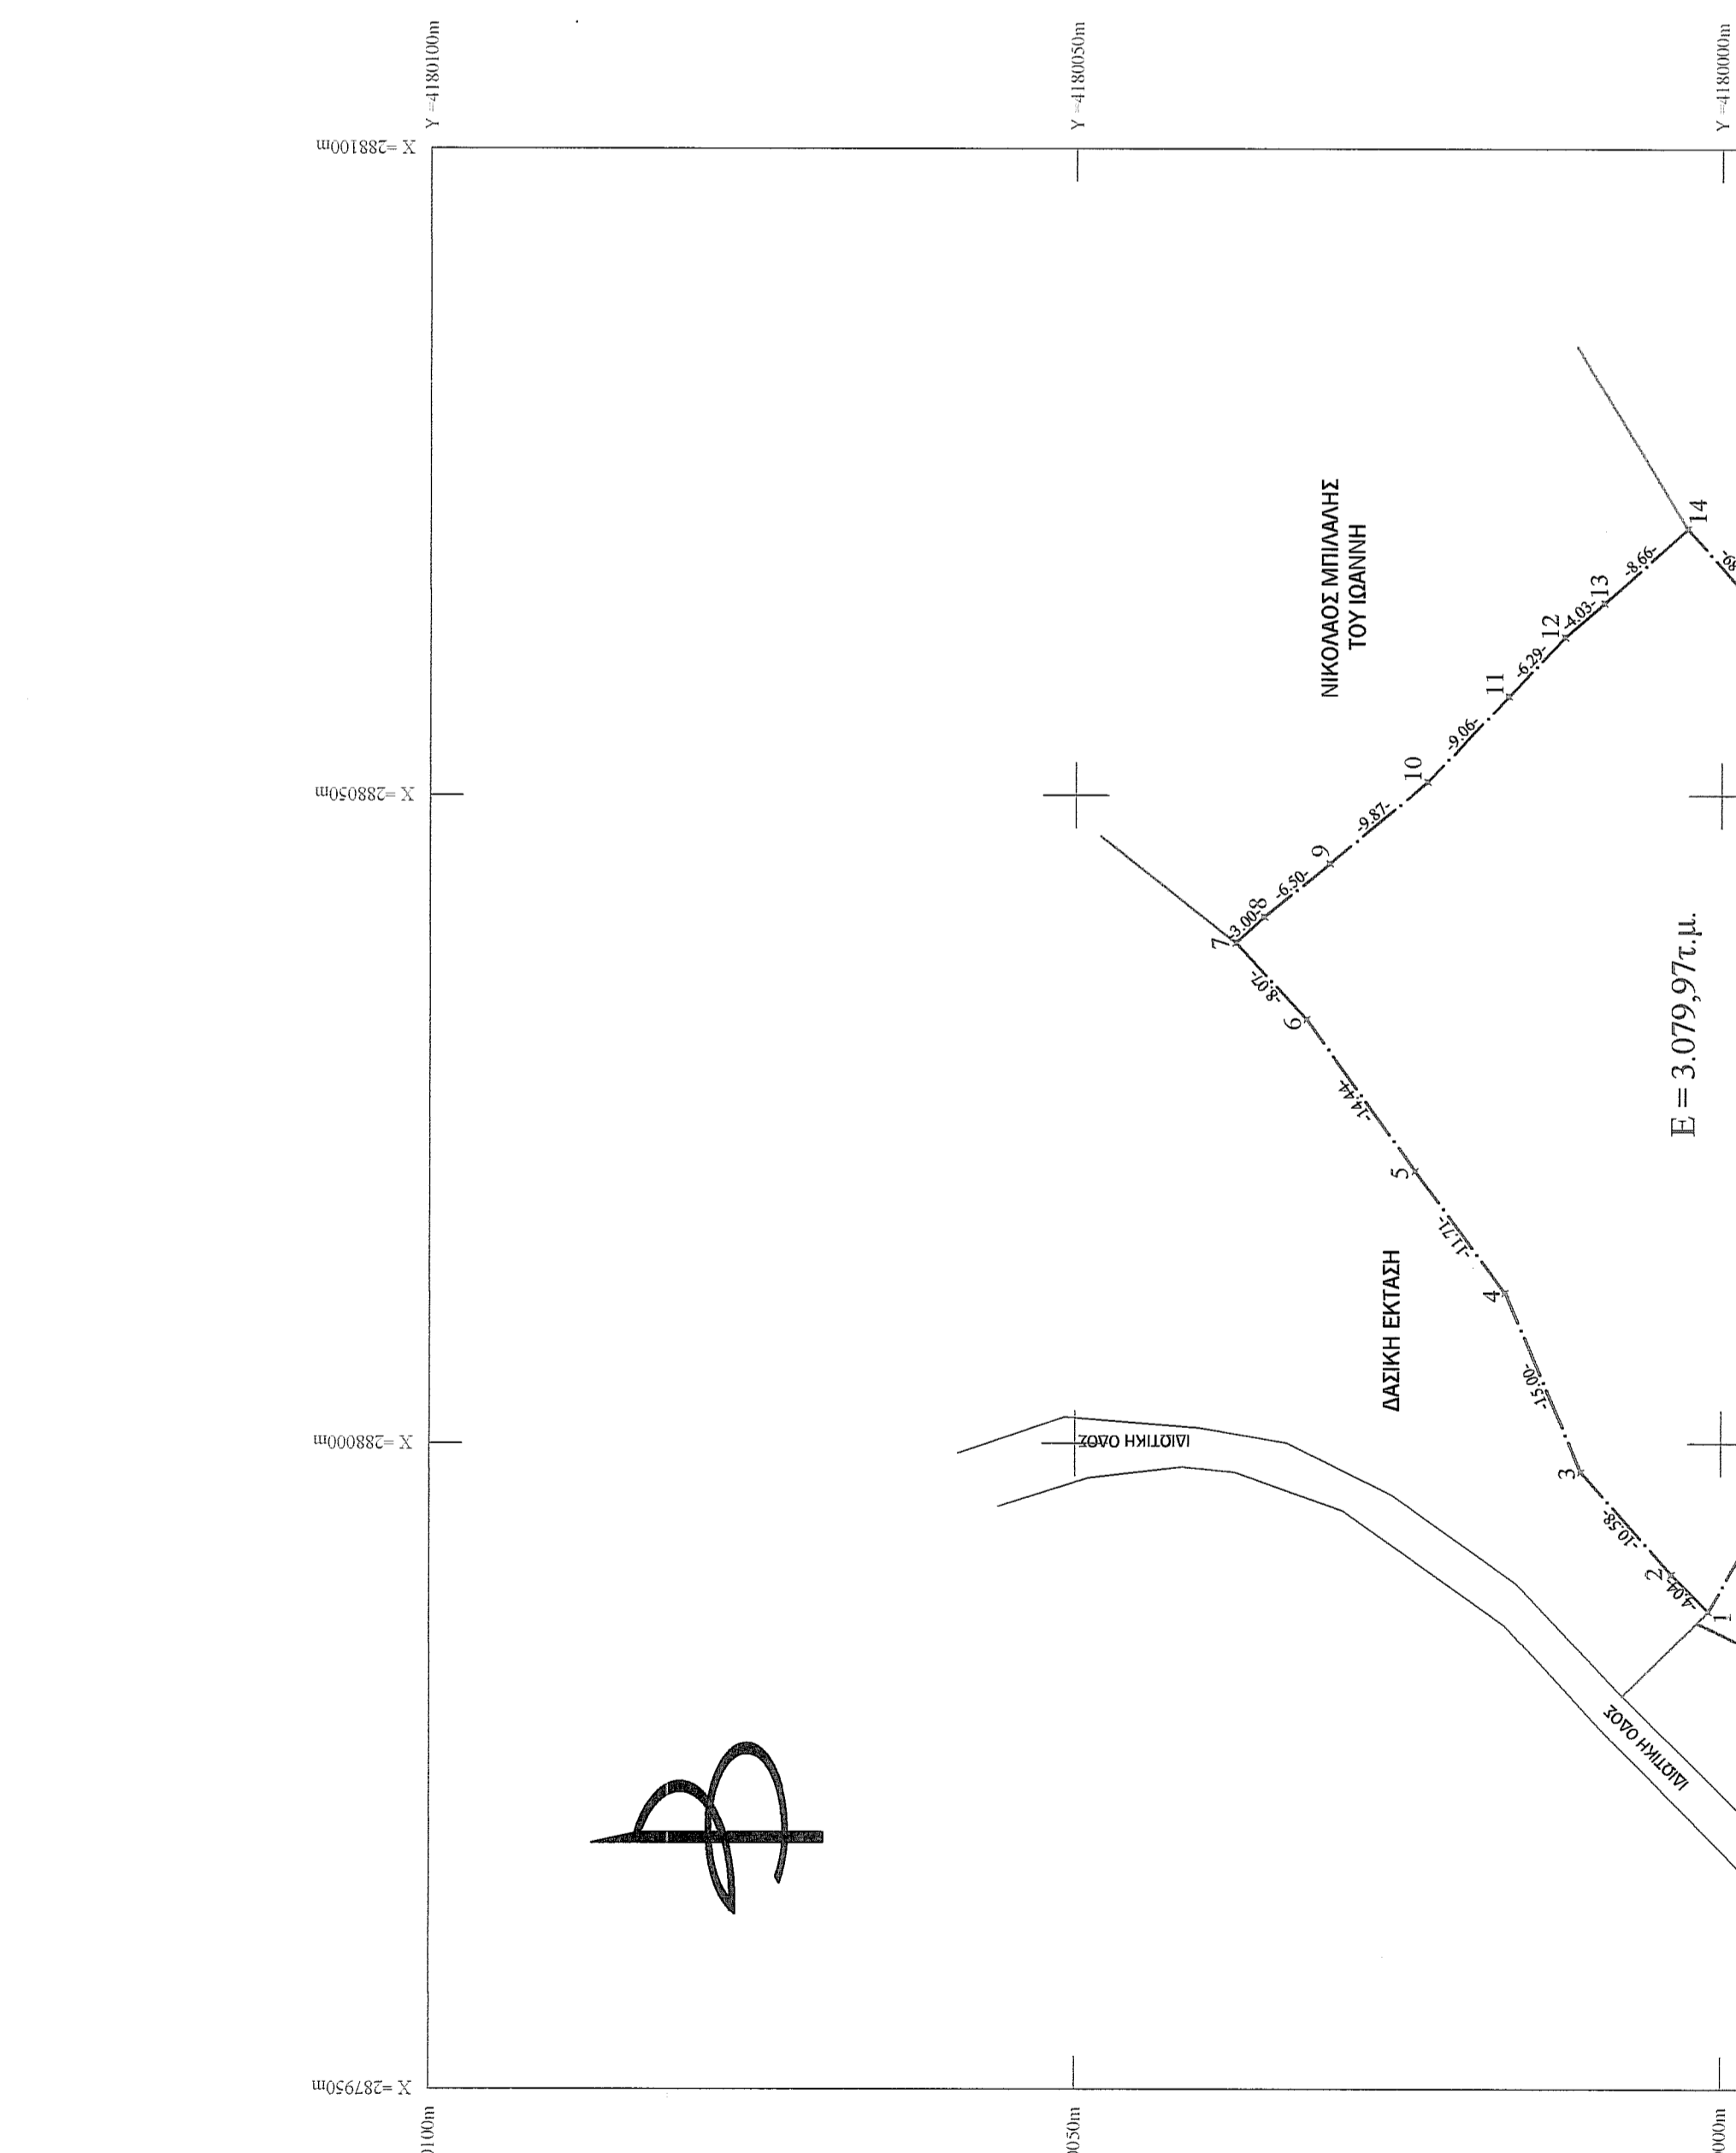 Y =4180100m
Y =4180050m
Y =4180000m
X =288100m
X =288050m
X =288000m
X =287950m
0100m
0050m
000m
ΝΙΚΟΛΑΟΣ ΜΠΙΛΑΛΗΣ
ΤΟΥ ΙΩΑΝΝΗ
ΔΑΣΙΚΗ ΕΚΤΑΣΗ
ΙΔΙΩΤΙΚΗ ΟΔΟΣ
ΙΔΙΩΤΙΚΗ ΟΔΟΣ
E = 3.079,97τ.μ.
1
-4.04-
2
-10.58-
3
-15.00-
4
-11.71-
5
-14.44-
6
-8.07-
7
-3.00-
8
-6.50-
9
-9.87-
10
-9.06-
11
-6.29-
12
-4.03-
13
-8.66-
14